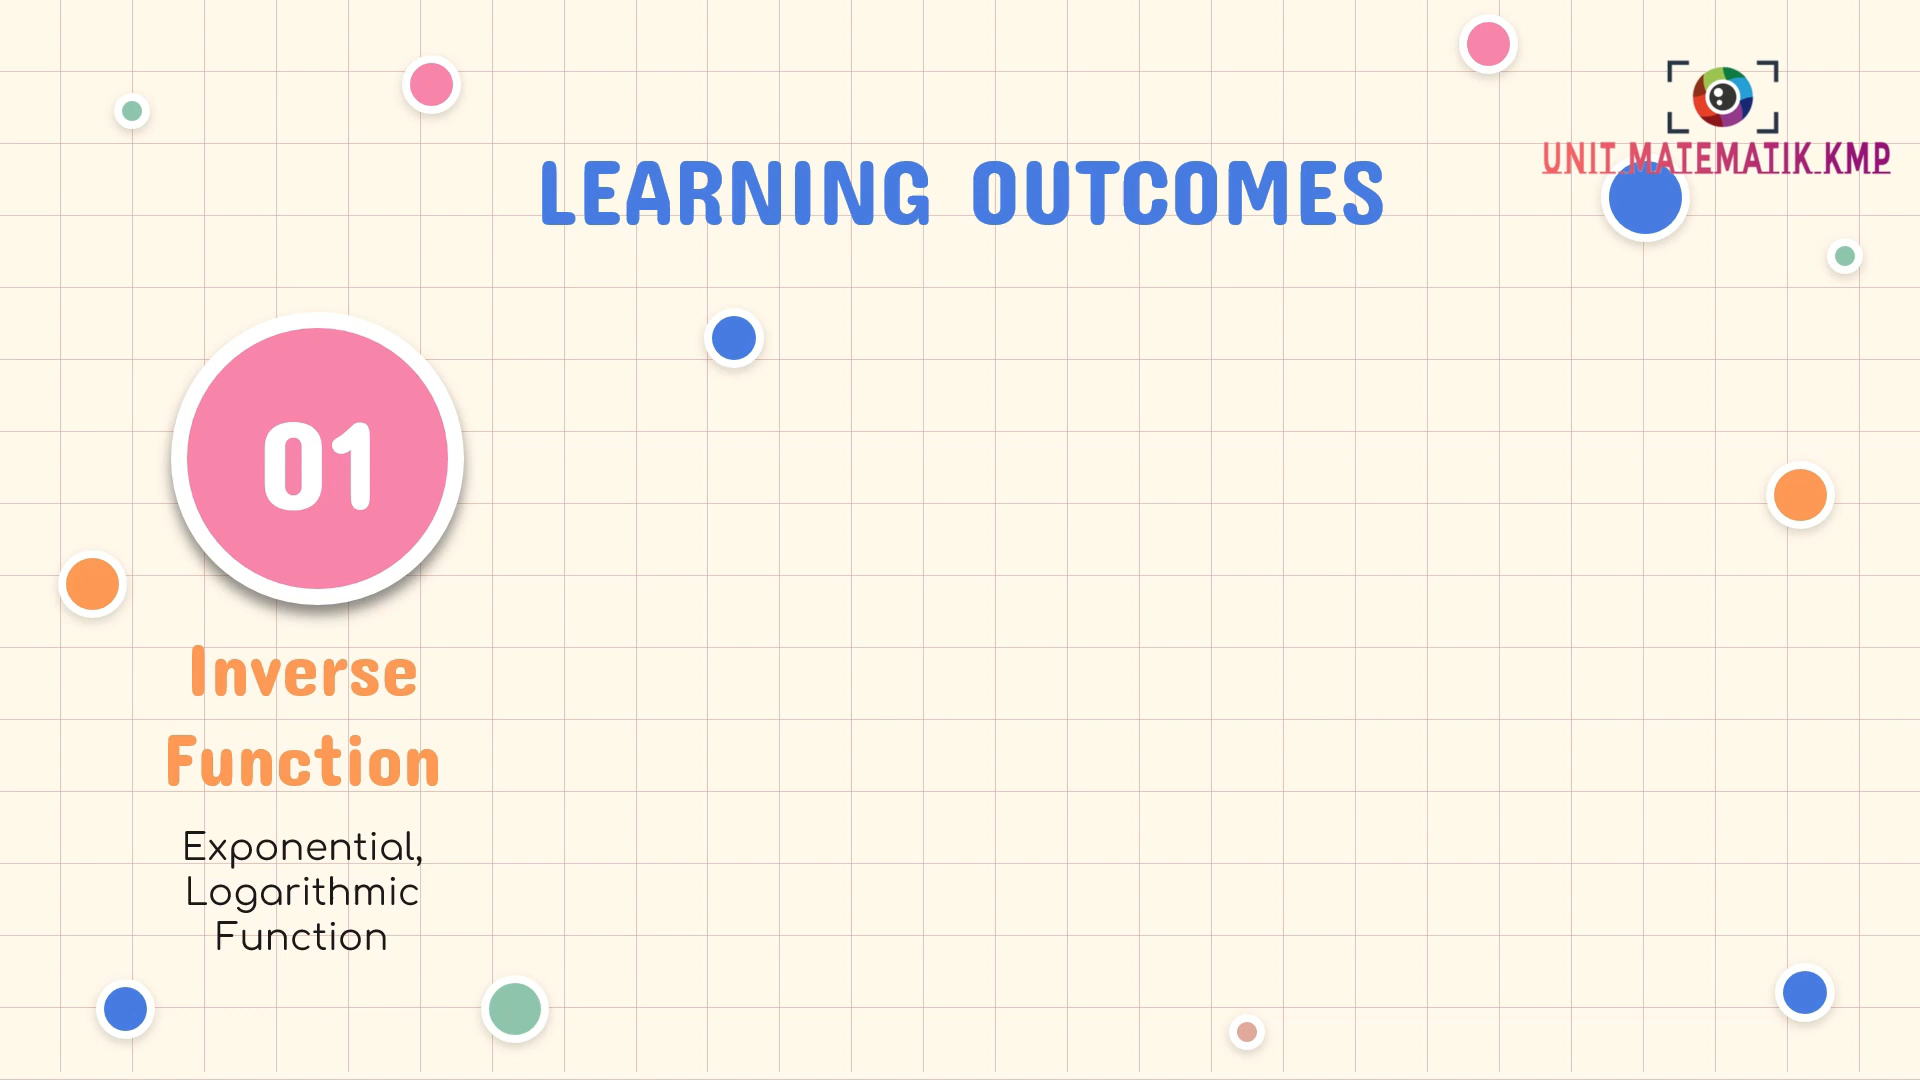 UNIT MATEMATIK KMP
LEARNING OUTCOMES
01
Inverse
Function
Exponential,
Logarithmic
Function